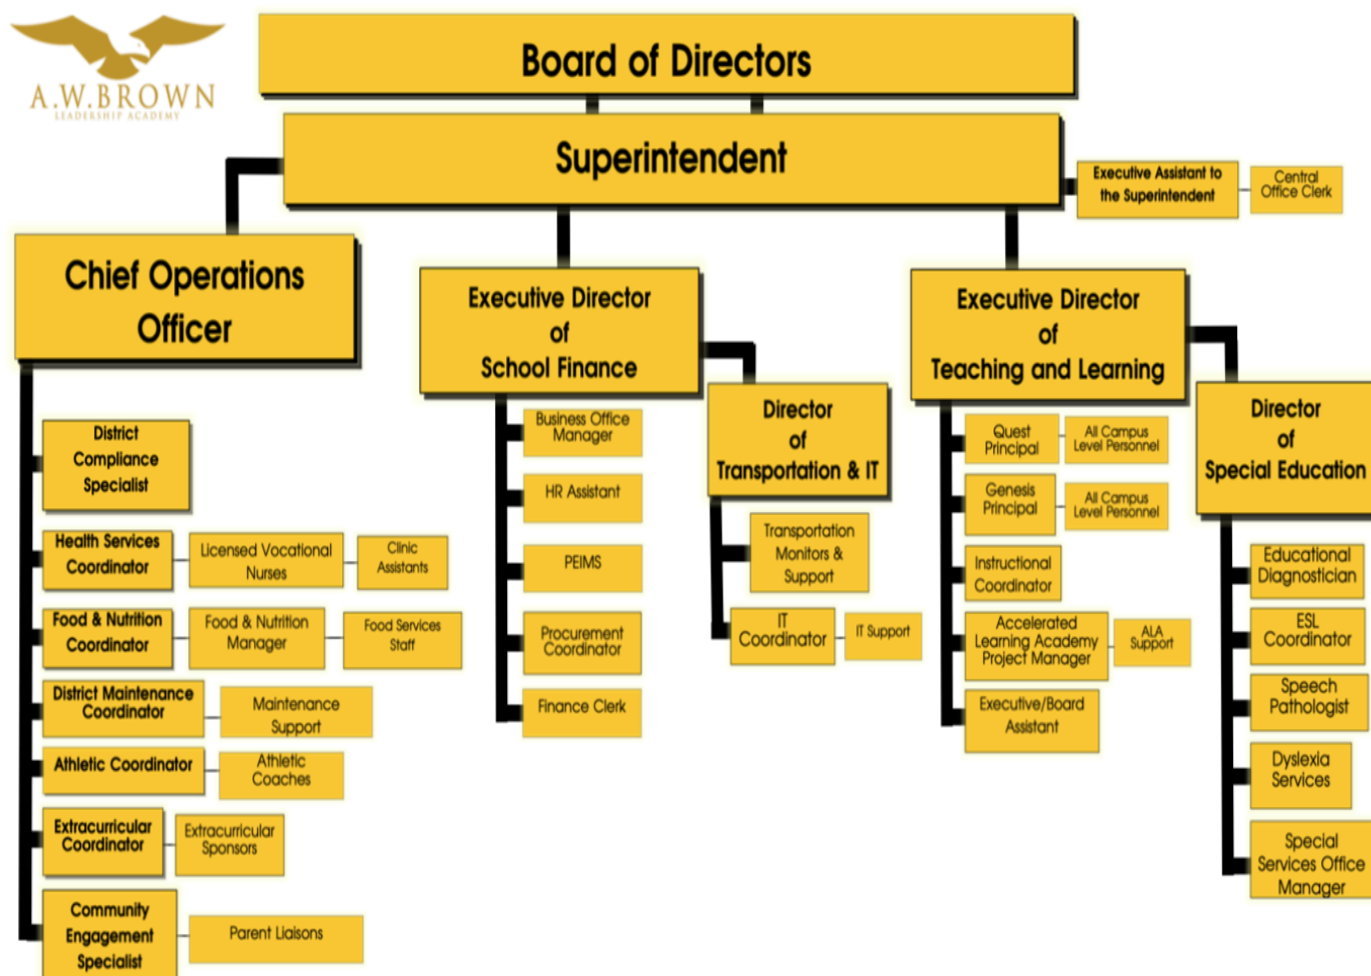 A.W.BROWN
LEADERSHIP ACADEMY
Board of Directors
Superintendent
Executive Assistant to
the Superintendent
Central
Office Clerk
Chief Operations
Officer
District
Compliance
Specialist
Health Services
Coordinator
Licensed Vocational
Nurses
Clinic
Assistants
Food & Nutrition
Coordinator
Food & Nutrition
Manager
Food Services
Staff
District Maintenance
Coordinator
Maintenance
Support
Athletic Coordinator
Athletic
Coaches
Extracurricular
Coordinator
Extracurricular
Sponsors
Community
Engagement
Specialist
Parent Liaisons
Executive Director
of
School Finance
Business Office
Manager
HR Assistant
PEIMS
Procurement
Coordinator
Finance Clerk
Director
of
Transportation & IT
Transportation
Monitors &
Support
IT
Coordinator
IT Support
Executive Director
of
Teaching and Learning
Quest
Principal
All Campus
Level Personnel
Genesis
Principal
All Campus
Level Personnel
Instructional
Coordinator
Accelerated
Learning Academy
Project Manager
ALA
Support
Executive/Board
Assistant
Director
of
Special Education
Educational
Diagnostician
ESL
Coordinator
Speech
Pathologist
Dyslexia
Services
Special
Services Office
Manager